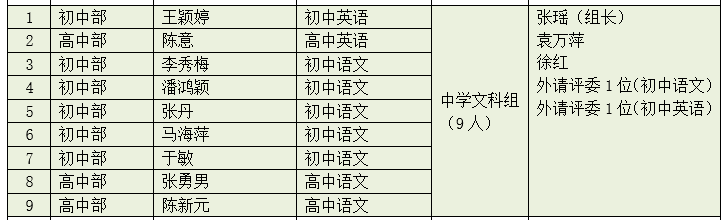 1 初中部 王颖婷 初中英语
2 高中部 陈意 高中英语
3 初中部 李秀梅 初中语文
4 初中部 潘鸿颖 初中语文
5 初中部 张丹 初中语文
6 初中部 马海萍 初中语文
7 初中部 于敏 初中语文
8 高中部 张勇男 高中语文
9 高中部 陈新元 高中语文
中学文科组
（9人）
张瑶（组长）
袁万萍
徐红
外请评委1位(初中语文）
外请评委1位(初中英语）